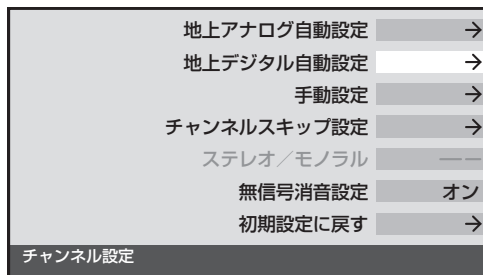 地上アナログ自動設定 →
地上デジタル自動設定 →
手動設定 →
チャンネルスキップ設定 →
ステレオ／モノラル ――
無信号消音設定 オン
初期設定に戻す →
チャンネル設定